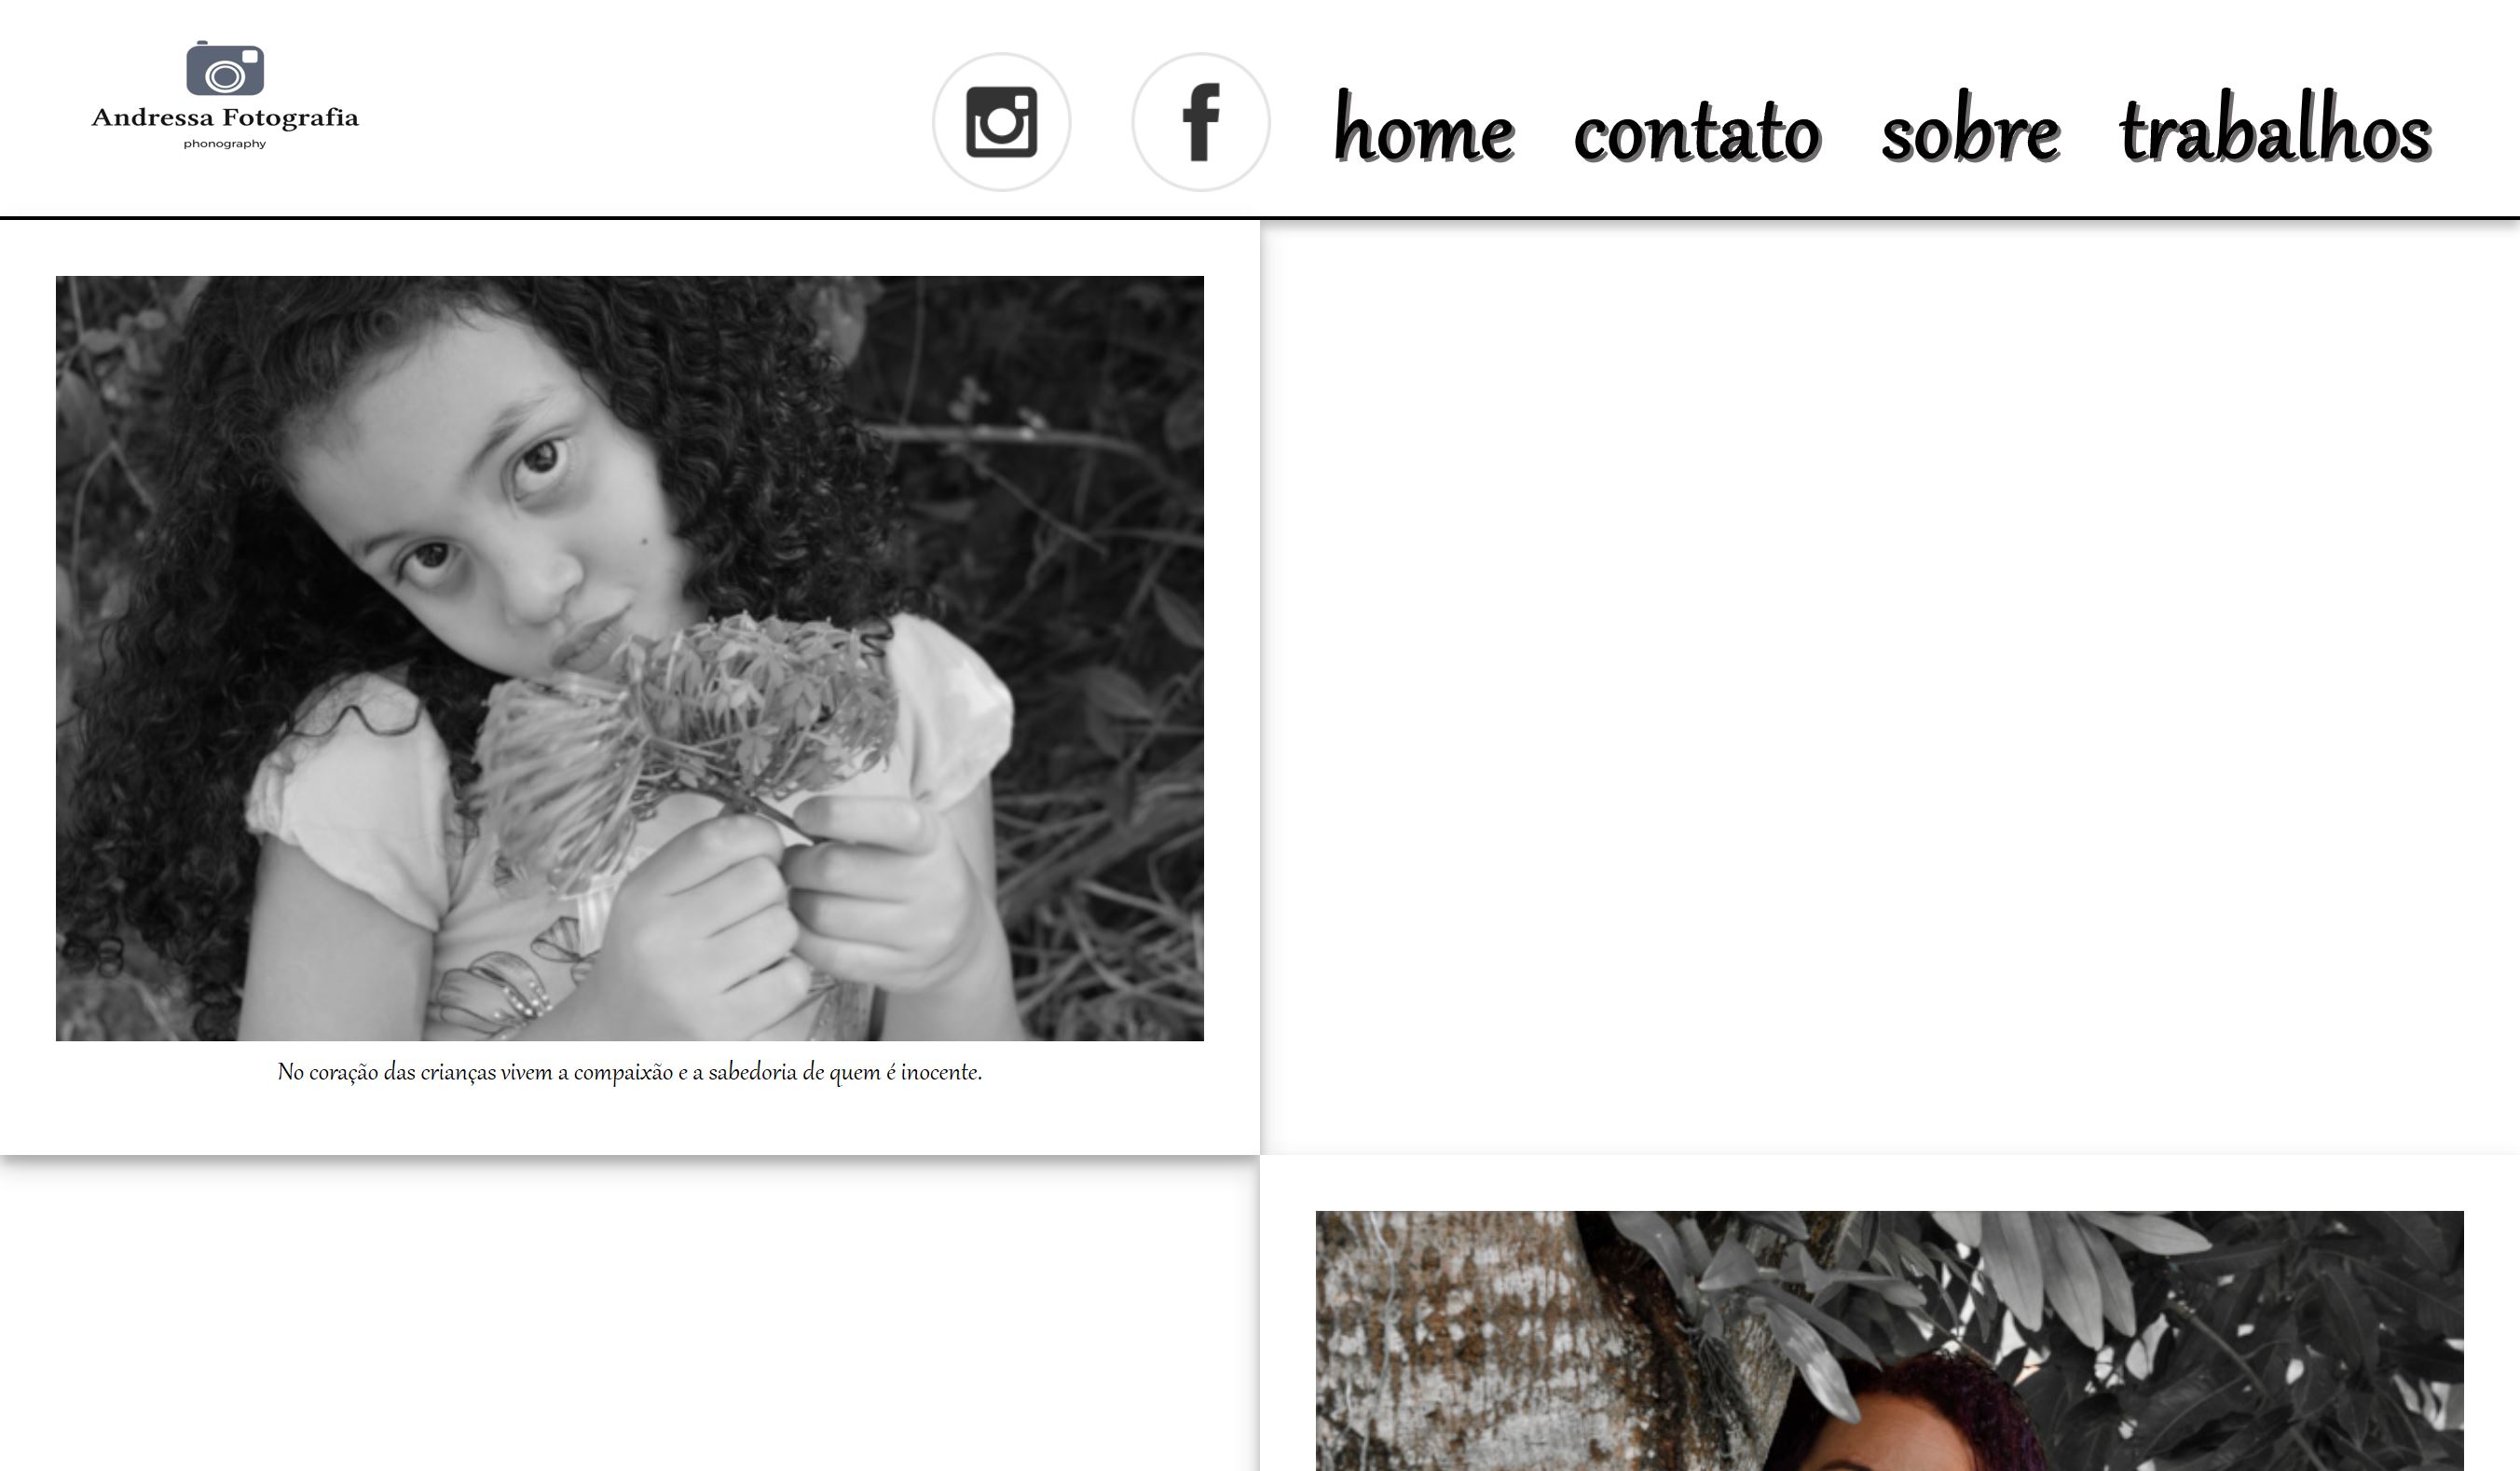 Andressa Fotografia
phonography
home contato sobre trabalhos
No coração das crianças vivem a compaixão e a sabedoria de quem é inocente.